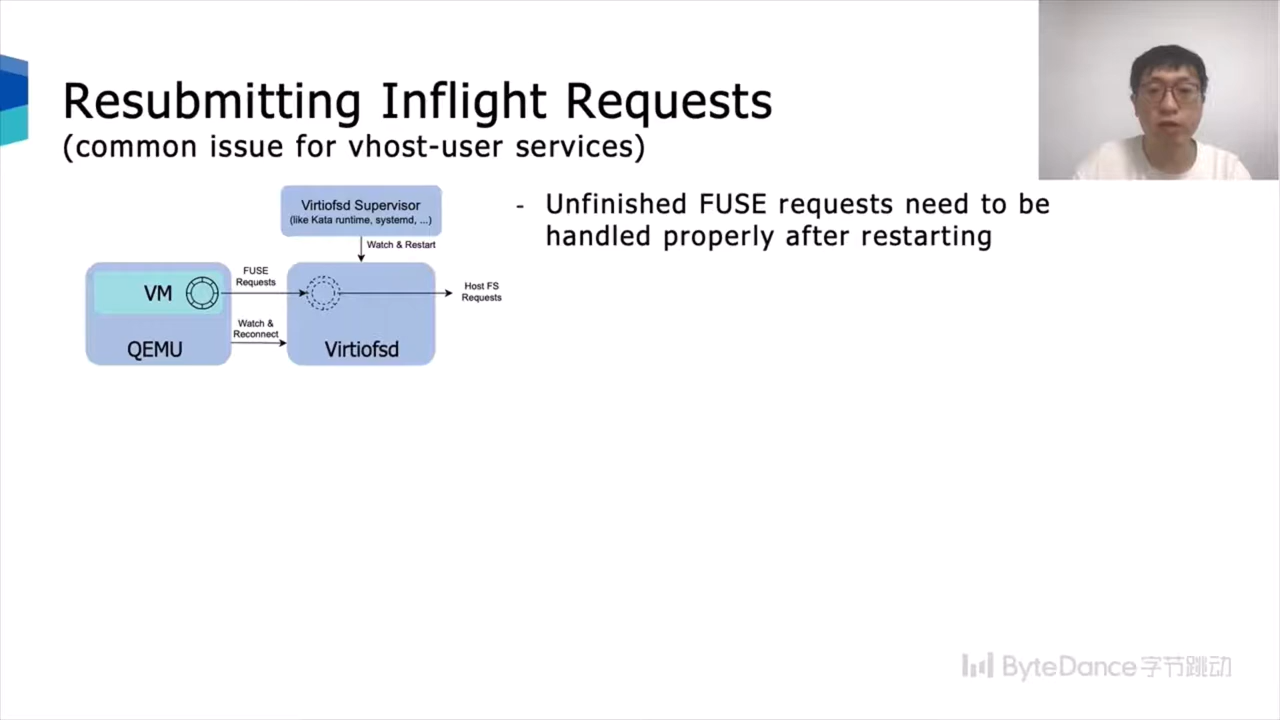 Resubmitting Inflight Requests
(common issue for vhost-user services)
Virtiofsd Supervisor
(like Kata runtime, systemd, ...)
Watch & Restart
FUSE
Requests
VM
Host FS
Requests
Watch &
Reconnect
QEMU
Virtiofsd
- Unfinished FUSE requests need to be
handled properly after restarting
ByteDance字节跳动